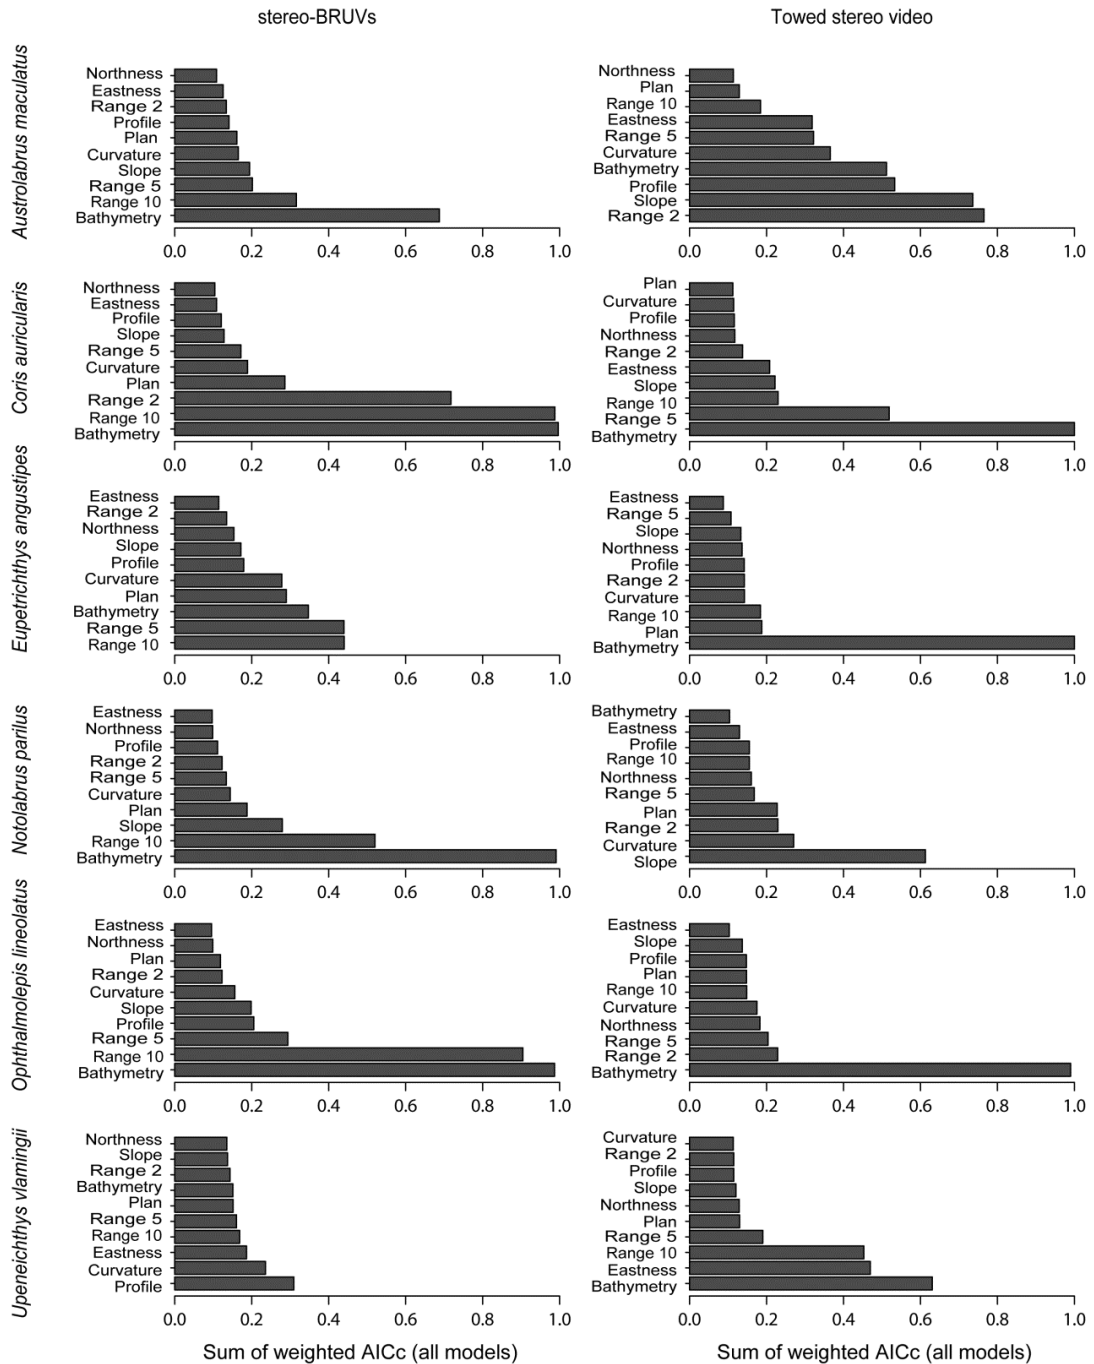 stereo-BRUVs
Towed stereo video
Austrolabrus maculatus
Northness
Eastness
Range 2
Profile
Plan
Curvature
Slope
Range 5
Range 10
Bathymetry
0.0 0.2 0.4 0.6 0.8 1.0
Northness
Plan
Range 10
Eastness
Range 5
Curvature
Bathymetry
Profile
Slope
Range 2
0.0 0.2 0.4 0.6 0.8 1.0
Coris auricularis
Northness
Eastness
Profile
Slope
Range 5
Curvature
Plan
Range 2
Range 10
Bathymetry
0.0 0.2 0.4 0.6 0.8 1.0
Plan
Curvature
Profile
Northness
Range 2
Eastness
Slope
Range 10
Range 5
Bathymetry
0.0 0.2 0.4 0.6 0.8 1.0
Eupetrichthys angustipes
Eastness
Range 2
Northness
Slope
Profile
Curvature
Plan
Bathymetry
Range 5
Range 10
0.0 0.2 0.4 0.6 0.8 1.0
Eastness
Range 5
Slope
Northness
Profile
Range 2
Curvature
Range 10
Plan
Bathymetry
0.0 0.2 0.4 0.6 0.8 1.0
Notolabrus parilus
Eastness
Northness
Profile
Range 2
Range 5
Curvature
Plan
Slope
Range 10
Bathymetry
0.0 0.2 0.4 0.6 0.8 1.0
Bathymetry
Eastness
Profile
Range 10
Northness
Range 5
Plan
Range 2
Curvature
Slope
0.0 0.2 0.4 0.6 0.8 1.0
Ophthalmolepis lineolatus
Eastness
Northness
Plan
Range 2
Curvature
Slope
Profile
Range 5
Range 10
Bathymetry
0.0 0.2 0.4 0.6 0.8 1.0
Eastness
Slope
Profile
Plan
Range 10
Curvature
Northness
Range 5
Range 2
Bathymetry
0.0 0.2 0.4 0.6 0.8 1.0
Upeneichthys vlamingii
Northness
Slope
Range 2
Bathymetry
Plan
Range 5
Range 10
Eastness
Curvature
Profile
0.0 0.2 0.4 0.6 0.8 1.0
Sum of weighted AICc (all models)
Curvature
Range 2
Profile
Slope
Northness
Plan
Range 5
Range 10
Eastness
Bathymetry
0.0 0.2 0.4 0.6 0.8 1.0
Sum of weighted AICc (all models)